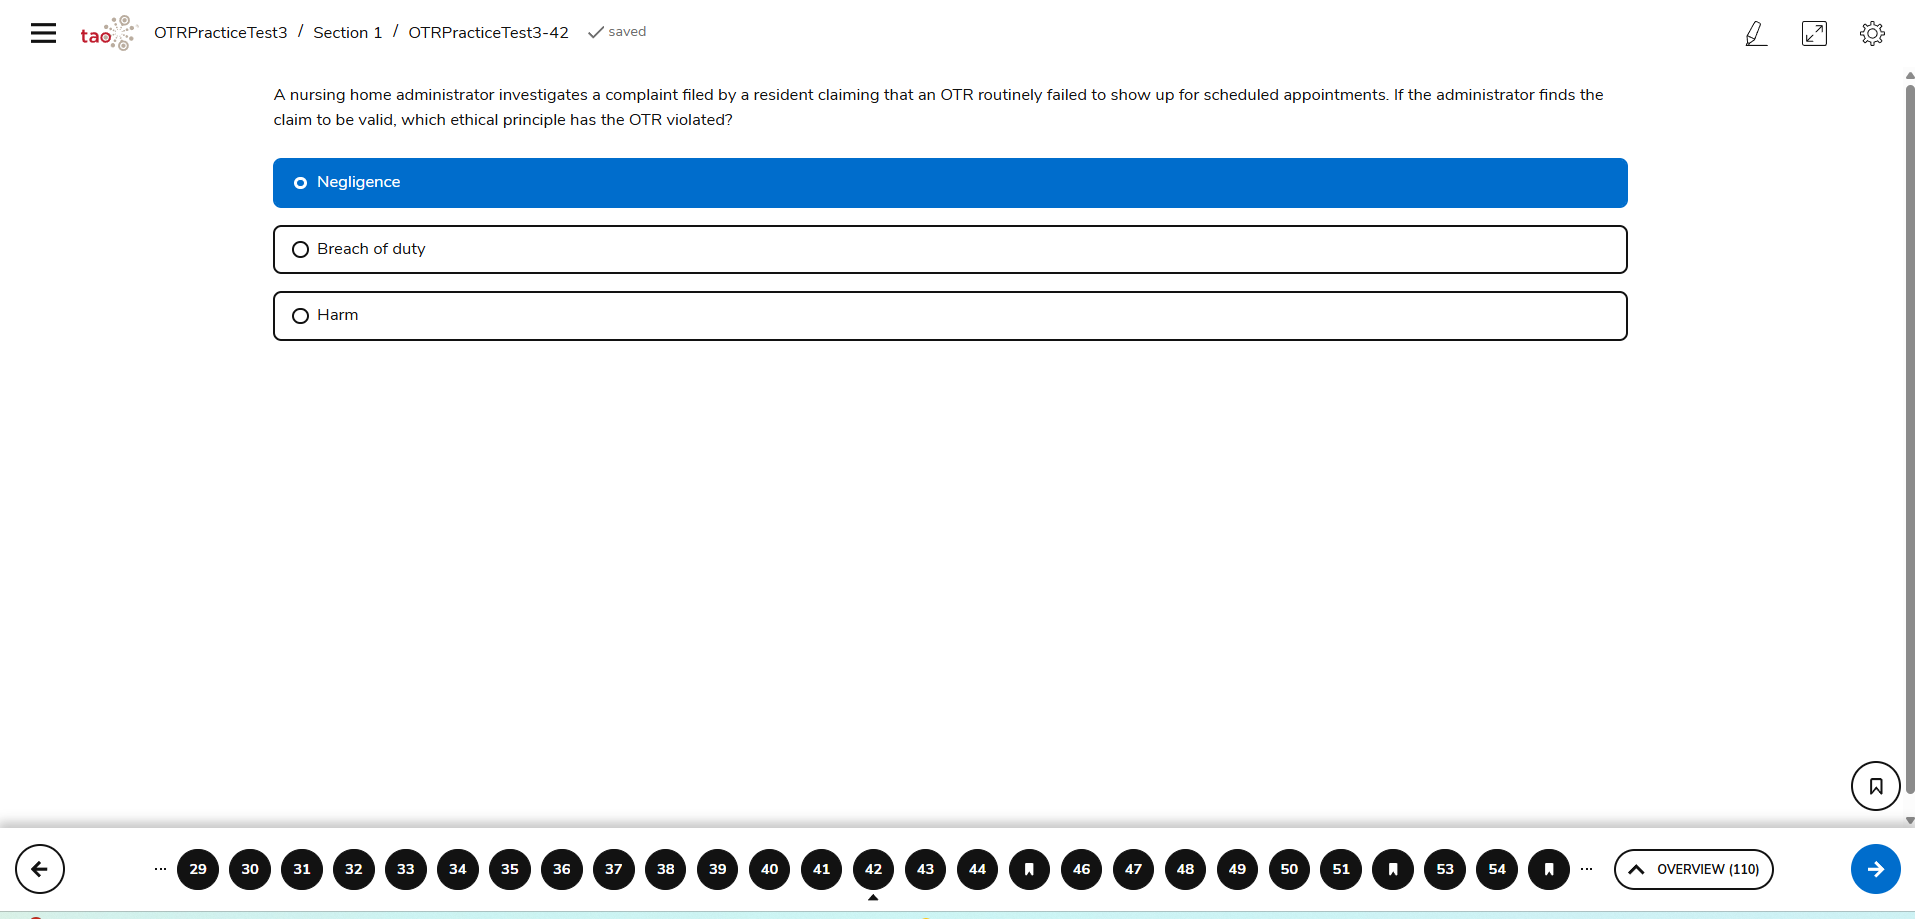 tao OTRPracticeTest3 / Section 1 / OTRPracticeTest3-42 saved
A nursing home administrator investigates a complaint filed by a resident claiming that an OTR routinely failed to show up for scheduled appointments. If the administrator finds the
claim to be valid, which ethical principle has the OTR violated?
Negligence
Breach of duty
Harm
... 29 30 31 32 33 34 35 36 37 38 39 40 41 42 43 44 46 47 48 49 50 51 53 54 ... OVERVIEW (110)